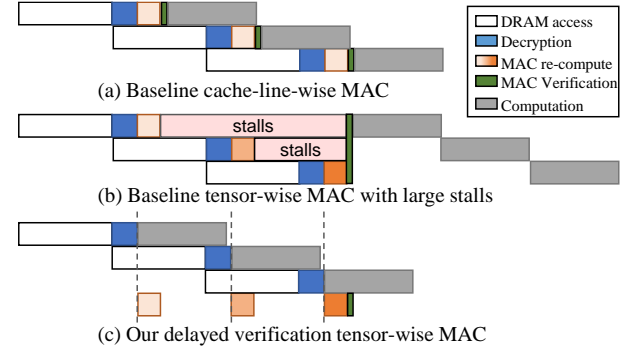 DRAM access
Decryption
MAC re-compute
MAC Verification
Computation
(a) Baseline cache-line-wise MAC
stalls
stalls
(b) Baseline tensor-wise MAC with large stalls
(c) Our delayed verification tensor-wise MAC